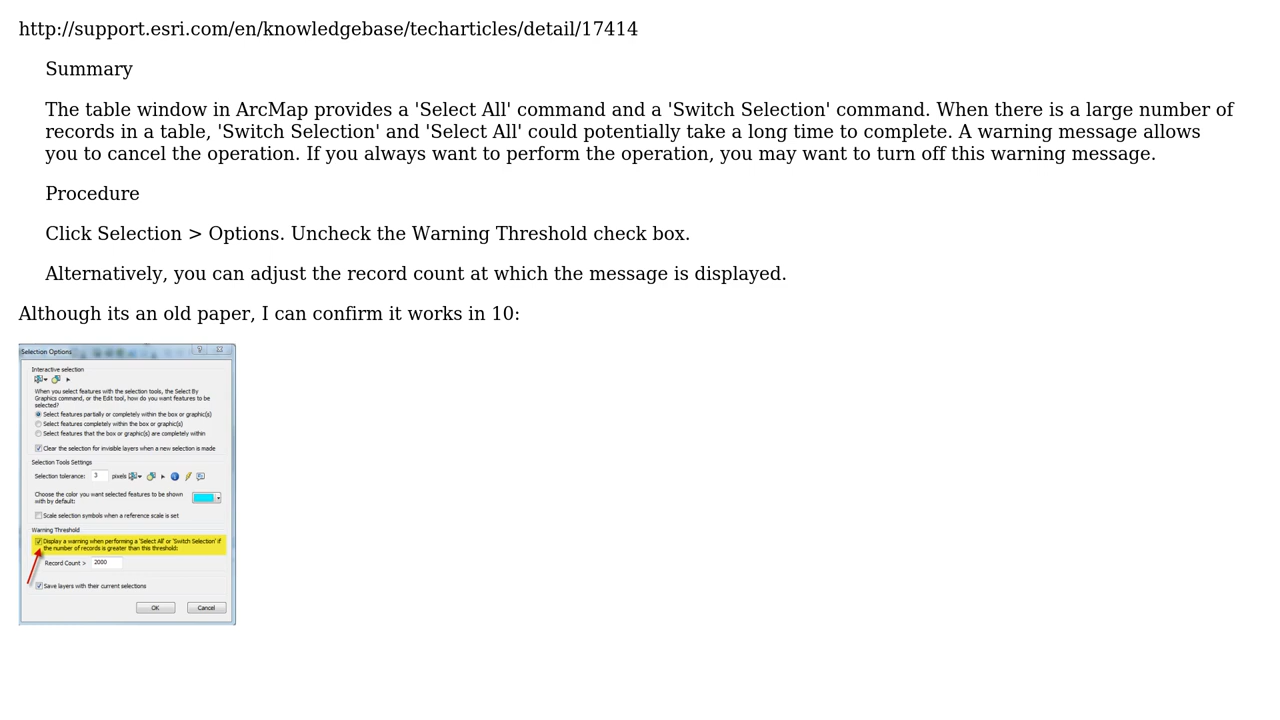 http://support.esri.com/en/knowledgebase/techarticles/detail/17414
Summary
The table window in ArcMap provides a 'Select All' command and a 'Switch Selection' command. When there is a large number of
records in a table, 'Switch Selection' and 'Select All' could potentially take a long time to complete. A warning message allows
you to cancel the operation. If you always want to perform the operation, you may want to turn off this warning message.
Procedure
Click Selection > Options. Uncheck the Warning Threshold check box.
Alternatively, you can adjust the record count at which the message is displayed.
Although its an old paper, I can confirm it works in 10:
Selection Options
Interactive selection
When you select features with the selection tools, the Select By
Graphics command, or the Edit tool, how do you want features to be
selected?
Select features partially or completely within the box or graphic(s)
Select features completely within the box or graphic(s)
Select features that the box or graphic(s) are completely within
Clear the selection for invisible layers when a new selection is made
Selection Tools Settings
Selection tolerance: 3 pixels
Choose the color you want selected features to be shown
with by default:
Scale selection symbols when a reference scale is set
Warning Threshold
Display a warning when performing a 'Select All' or 'Switch Selection' if
the number of records is greater than this threshold:
Record Count > 2000
Save layers with their current selections
OK Cancel